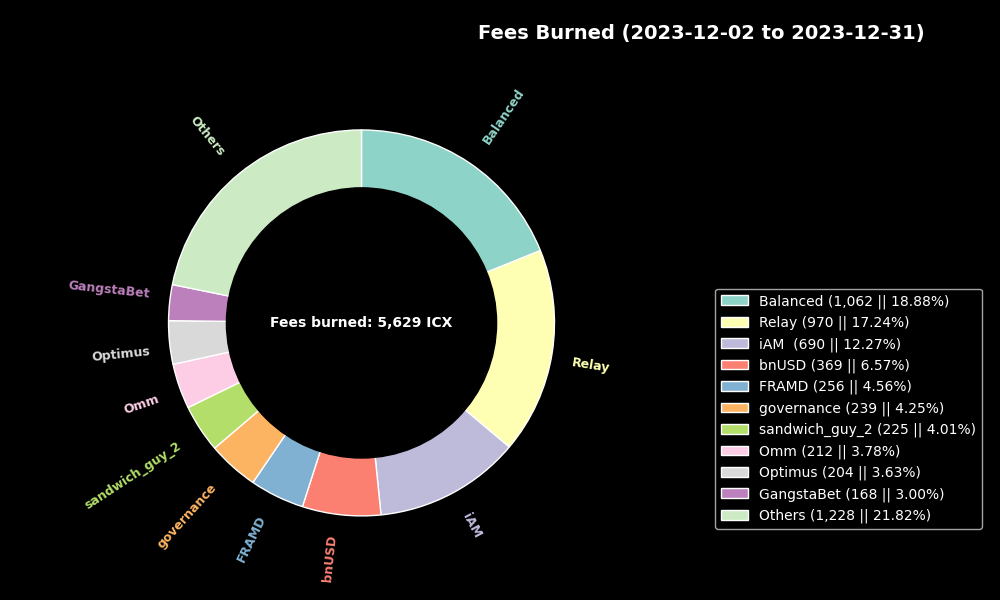 Fees Burned (2023-12-02 to 2023-12-31)
Balanced
Others
GangstaBet
Optimus
Omm
sandwich_guy_2
governance
FRAMD
bnUSD
iAM
Relay
Fees burned: 5,629 ICX
Balanced (1,062 || 18.88%)
Relay (970 || 17.24%)
iAM  (690 || 12.27%)
bnUSD (369 || 6.57%)
FRAMD (256 || 4.56%)
governance (239 || 4.25%)
sandwich_guy_2 (225 || 4.01%)
Omm (212 || 3.78%)
Optimus (204 || 3.63%)
GangstaBet (168 || 3.00%)
Others (1,228 || 21.82%)